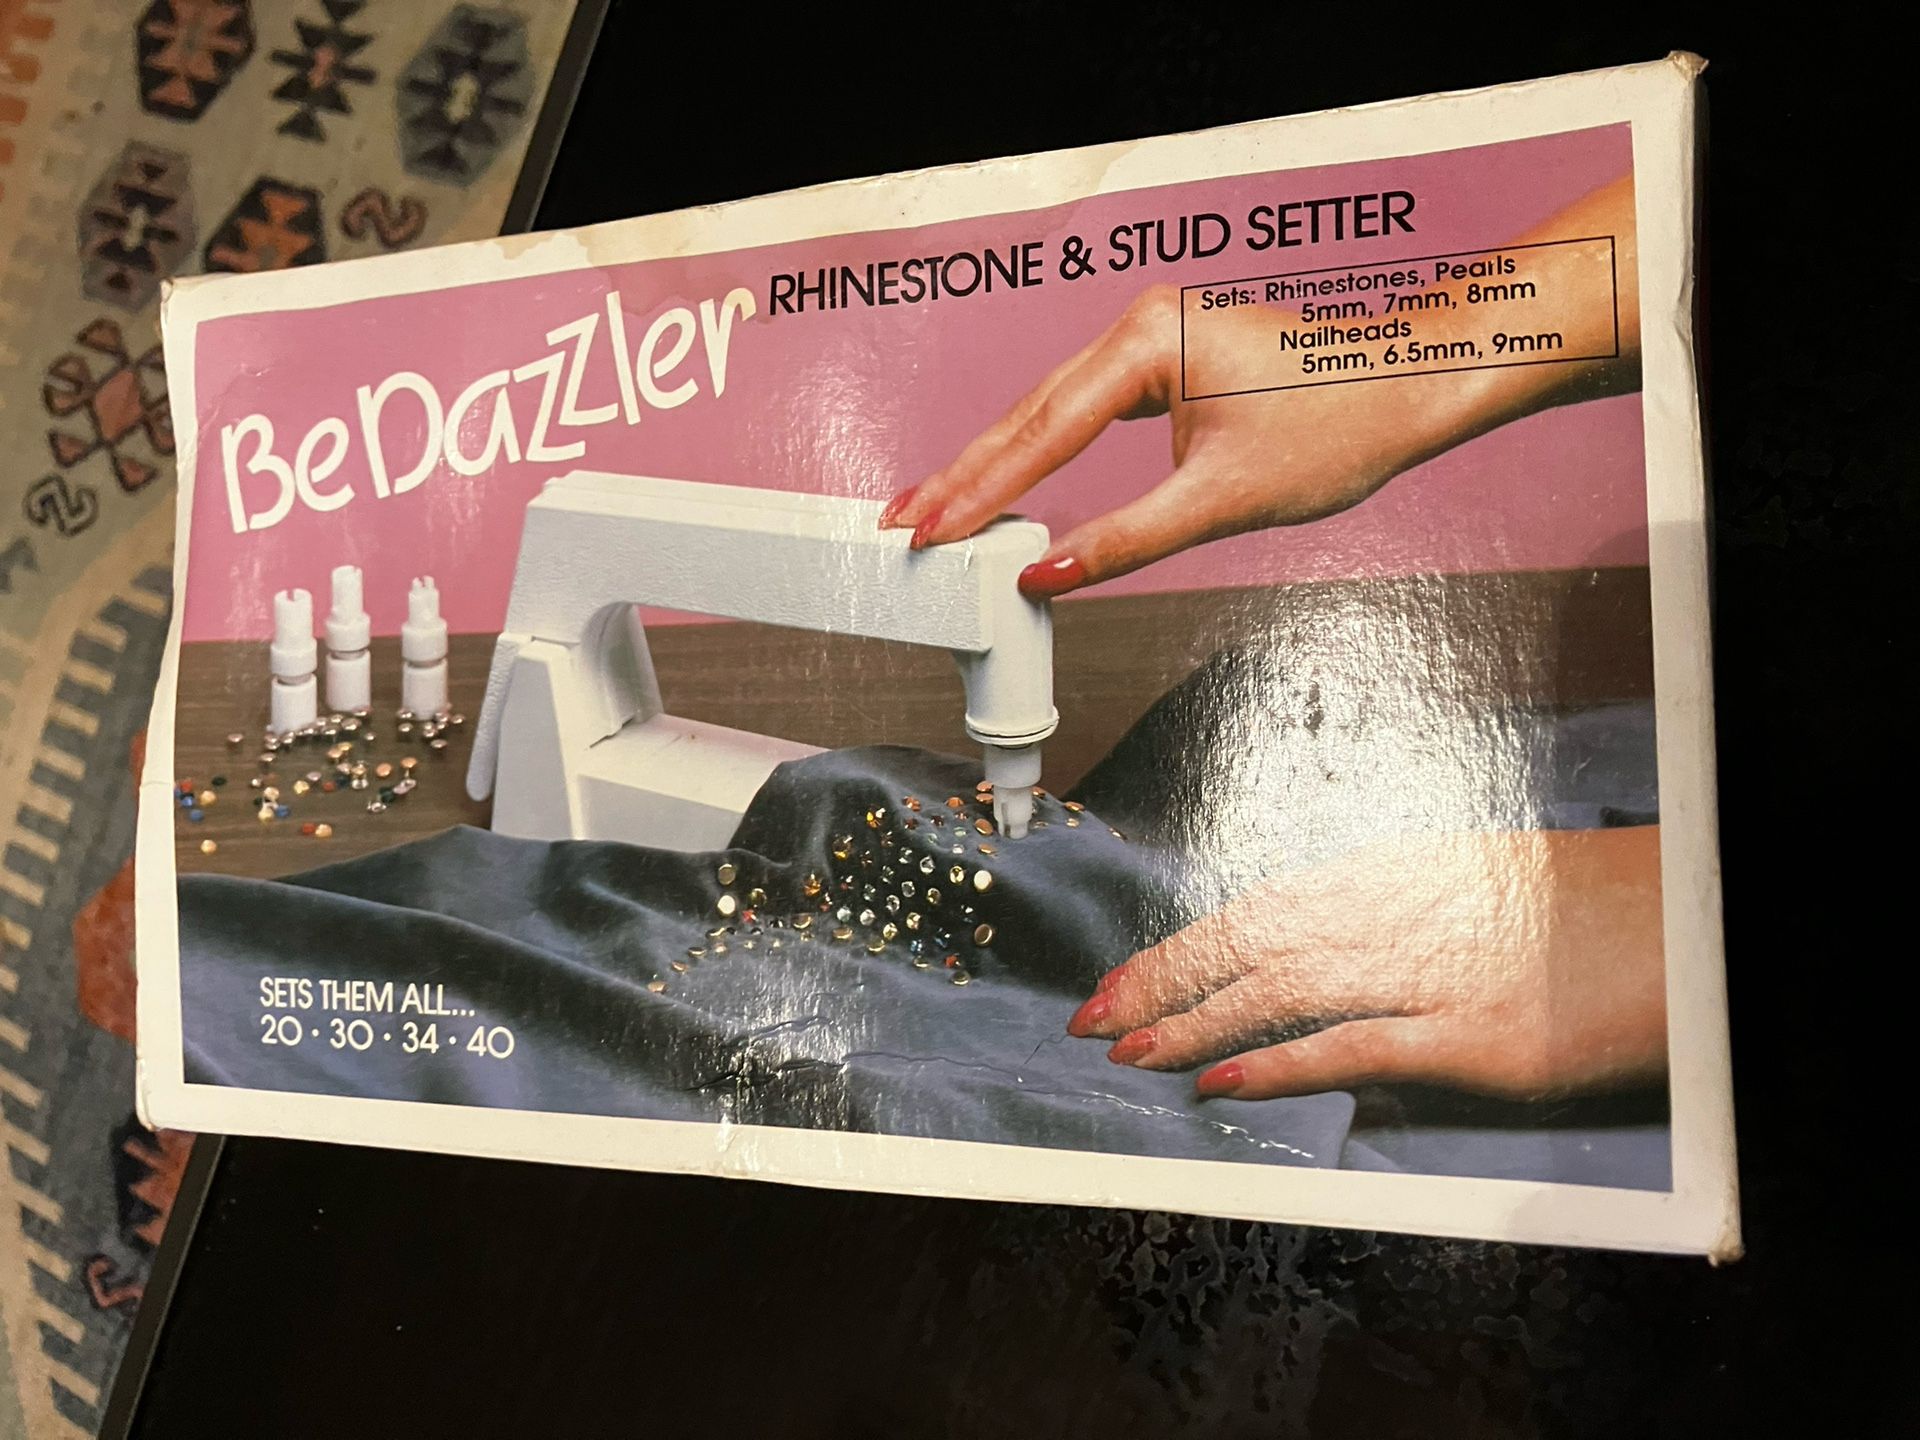 BeDazzler RHINESTONE & STUD SETTER
Sets: Rhinestones, Pearls
5mm, 7mm, 8mm
Nailheads
5mm, 6.5mm, 9mm
SETS THEM ALL...
20 · 30 · 34 · 40